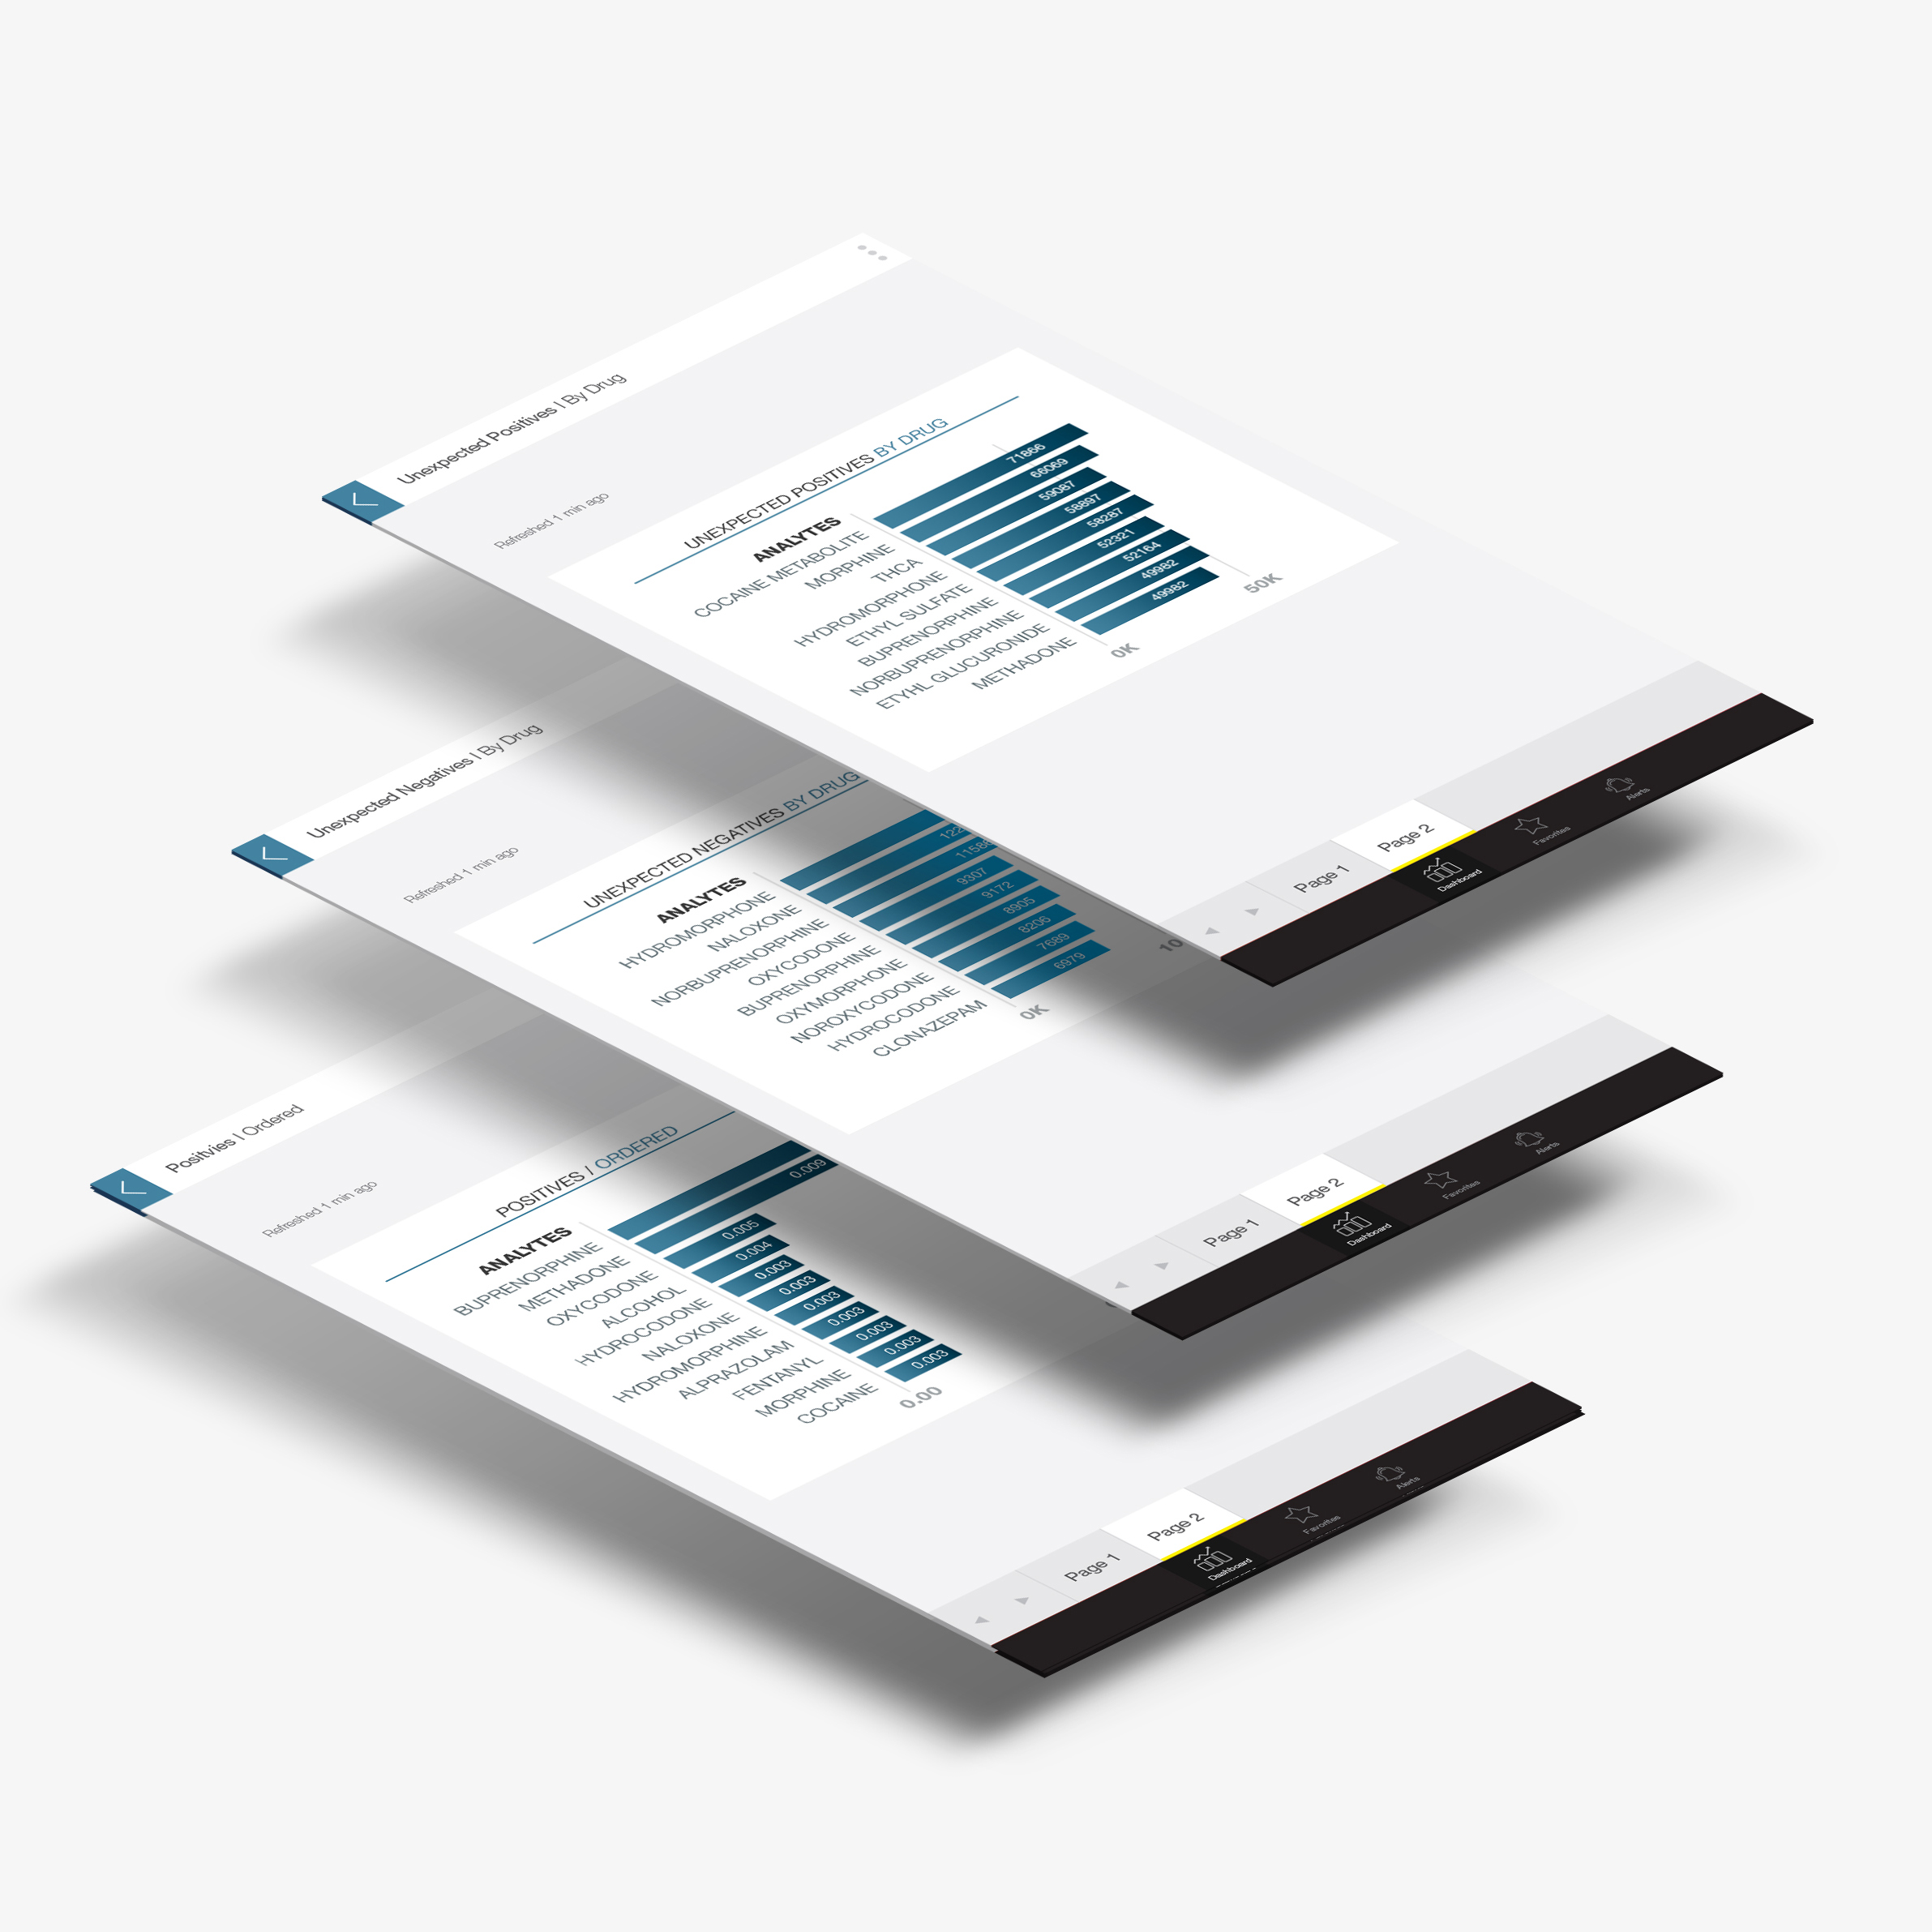 Unexpected Positives | By Drug
Refreshed 1 min ago
UNEXPECTED POSITIVES BY DRUG
ANALYTES
COCAINE METABOLITE 71866
MORPHINE 66069
THCA 59087
HYDROMORPHONE 58897
ETHYL SULFATE 58287
BUPRENORPHINE 52321
NORBUPRENORPHINE 52164
ETYHL GLUCURONIDE 49982
METHADONE 49982
0K 50K
Page 1 Page 2
Dashboard Favorites Alerts
Unexpected Negatives | By Drug
Refreshed 1 min ago
UNEXPECTED NEGATIVES BY DRUG
ANALYTES
HYDROMORPHONE
NALOXONE
NORBUPRENORPHINE 11586
OXYCODONE 9307
BUPRENORPHINE 9172
OXYMORPHONE 8905
NOROXYCODONE 8206
HYDROCODONE 7689
CLONAZEPAM 6979
0K
Page 1 Page 2
Dashboard Favorites Alerts
Positvies | Ordered
Refreshed 1 min ago
POSITIVES / ORDERED
ANALYTES
BUPRENORPHINE
METHADONE 0.009
OXYCODONE 0.005
ALCOHOL 0.004
HYDROCODONE 0.003
NALOXONE 0.003
HYDROMORPHINE 0.003
ALPRAZOLAM 0.003
FENTANYL 0.003
MORPHINE 0.003
COCAINE 0.003
0.00
Page 1 Page 2
Dashboard Favorites Alerts